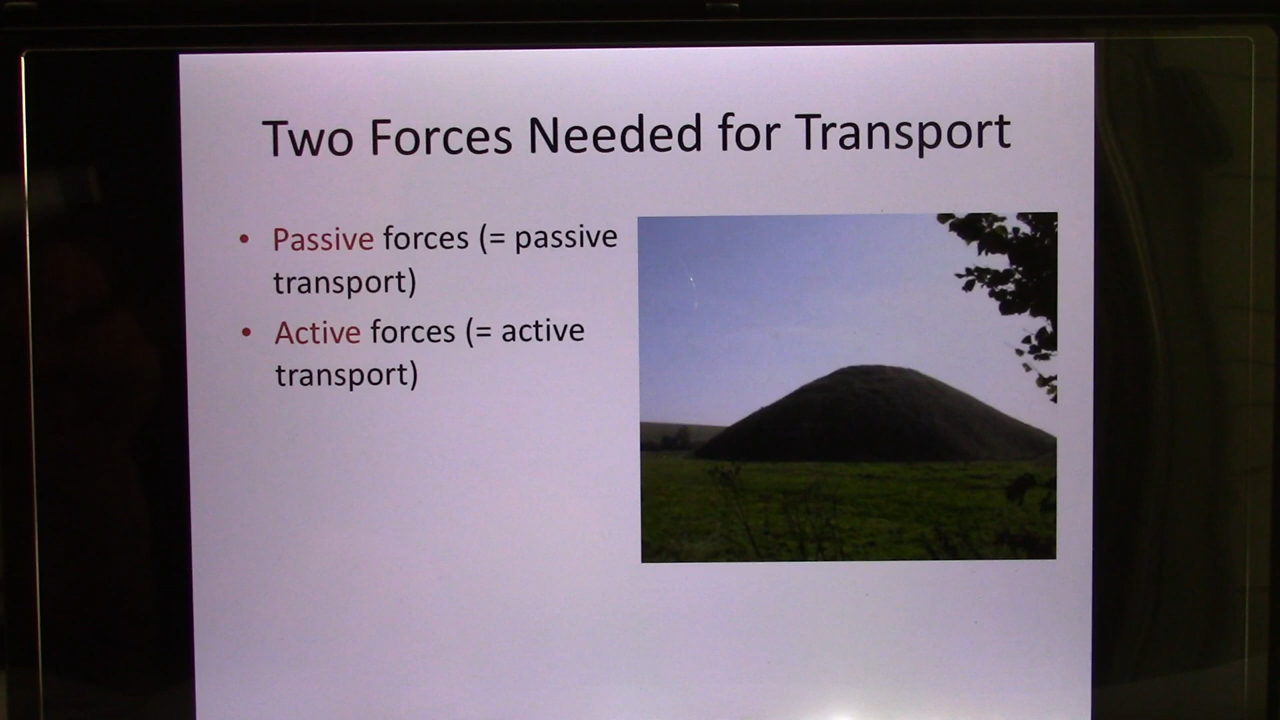 Two Forces Needed for Transport
• Passive forces (= passive
transport)
• Active forces (= active
transport)